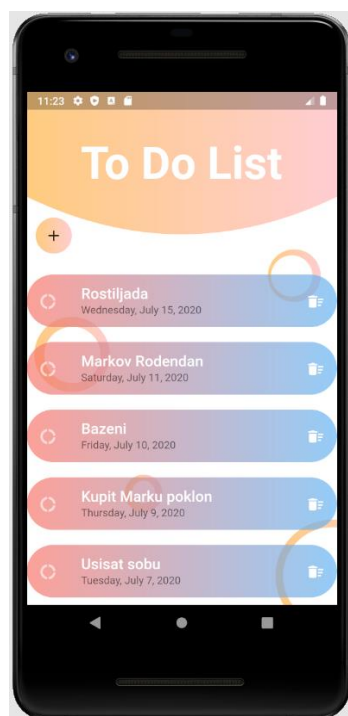 11:23
To Do List
+
Rostiljada
Wednesday, July 15, 2020
Markov Rodendan
Saturday, July 11, 2020
Bazeni
Friday, July 10, 2020
Kupit Marku poklon
Thursday, July 9, 2020
Usisat sobu
Tuesday, July 7, 2020